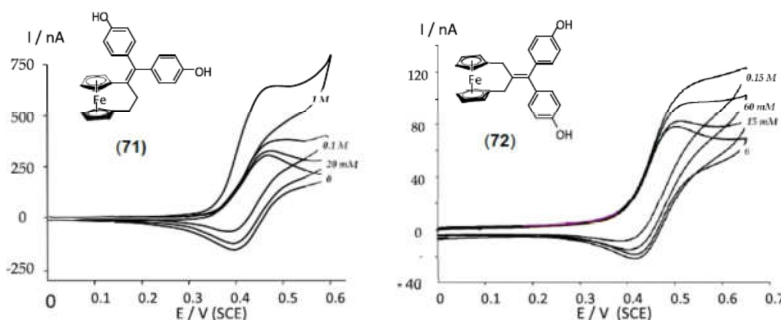 I / nA
HO
OH
Fe
(71)
750
500
250
0
-250
1 M
0.1 M
20 mM
0
0
0.1
0.2
0.3
0.4
0.5
0.6
E / V (SCE)
I / nA
OH
Fe
OH
(72)
120
80
40
0
- 40
0.15 M
60 mM
15 mM
0
0.1
0.2
0.3
0.4
0.5
0.6
0.7
E / V (SCE)